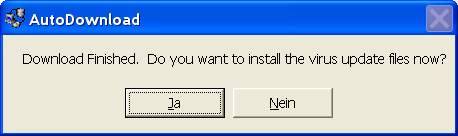 AutoDownload
Download Finished.  Do you want to install the virus update files now?
Ja
Nein